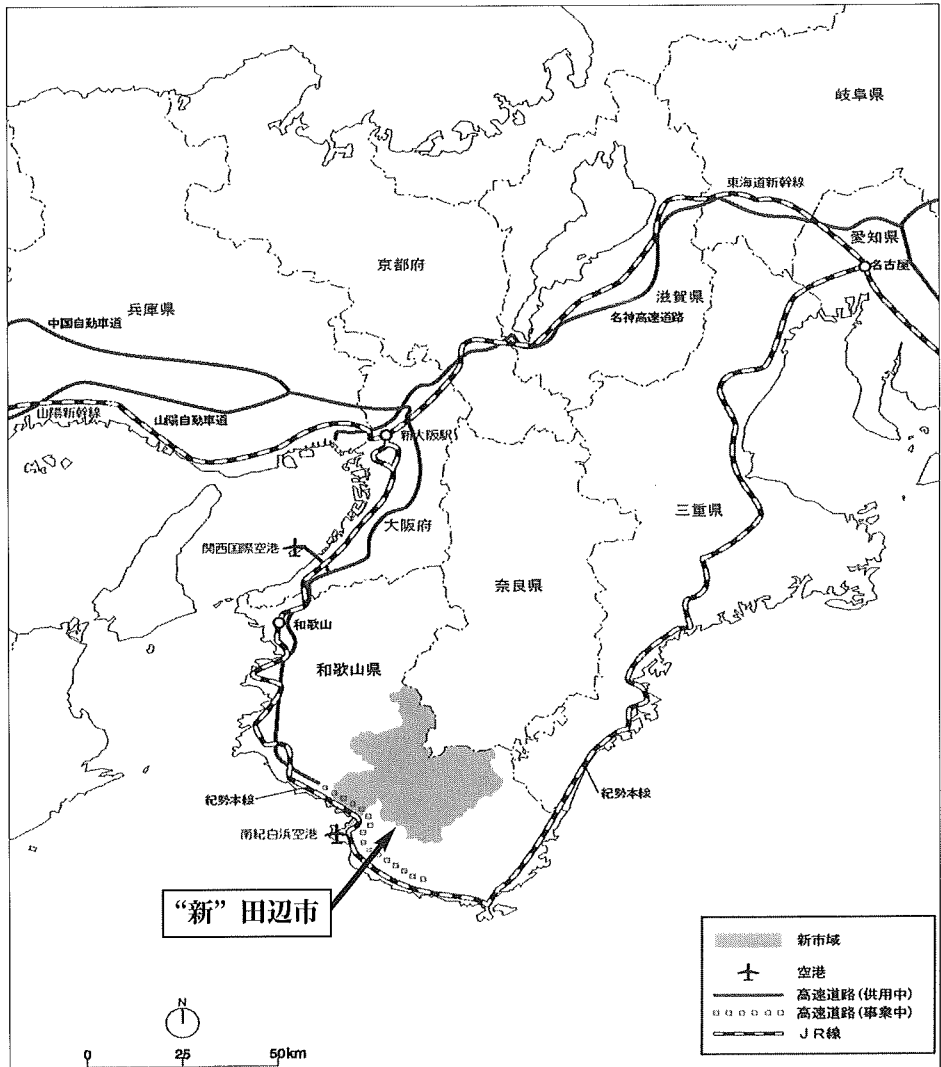 岐阜県
東海道新幹線
愛知県
名古屋
京都府
滋賀県
名神高速道路
兵庫県
中国自動車道
山陽新幹線
山陽自動車道
新大阪駅
大阪府
三重県
関西国際空港
奈良県
和歌山
和歌山県
紀勢本線
紀勢本線
南紀白浜空港
“新” 田辺市
新市域
空港
高速道路(供用中)
高速道路(事業中)
JR線
N
0 25 50km